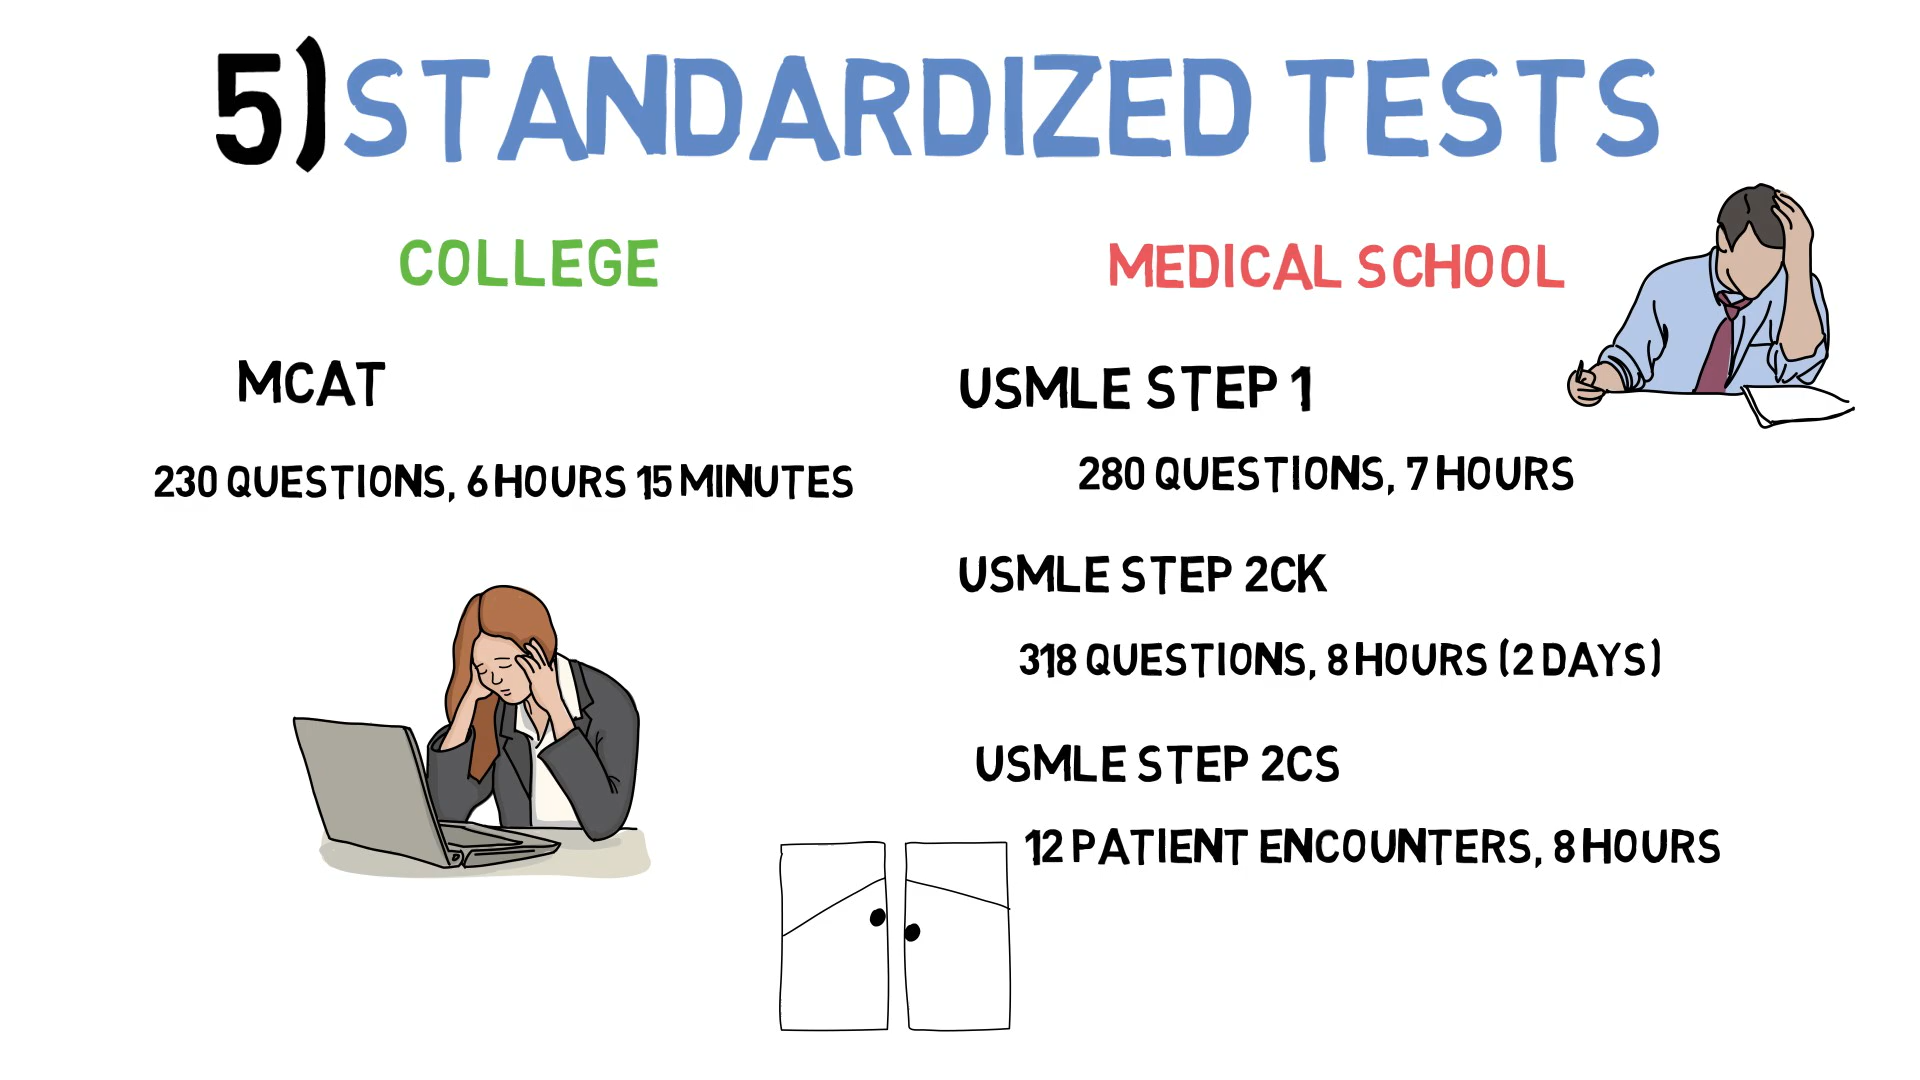 5) STANDARDIZED TESTS
COLLEGE
MCAT
230 QUESTIONS, 6 HOURS 15 MINUTES
MEDICAL SCHOOL
USMLE STEP 1
280 QUESTIONS, 7 HOURS
USMLE STEP 2CK
318 QUESTIONS, 8 HOURS (2 DAYS)
USMLE STEP 2CS
12 PATIENT ENCOUNTERS, 8 HOURS